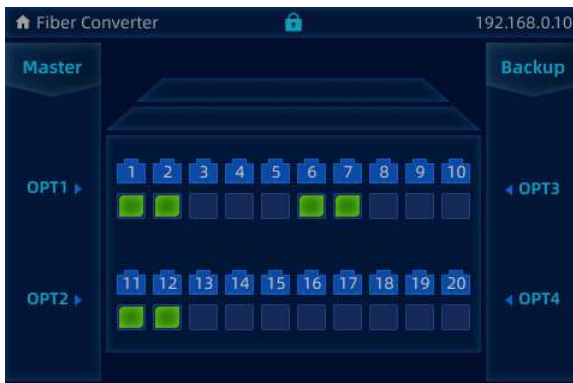 Fiber Converter 192.168.0.10
Master Backup
1 2 3 4 5 6 7 8 9 10
OPT1 OPT3
11 12 13 14 15 16 17 18 19 20
OPT2 OPT4